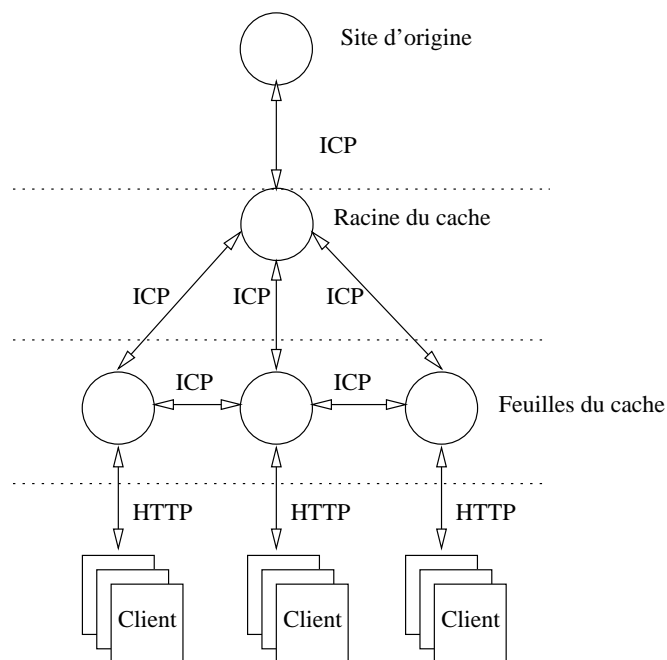 Site d'origine
ICP
Racine du cache
ICP ICP ICP
ICP ICP
Feuilles du cache
HTTP HTTP HTTP
Client Client Client